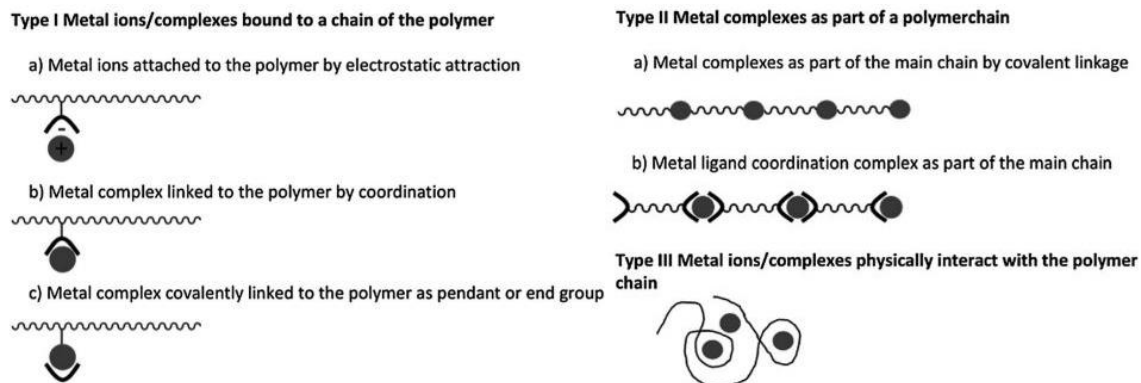 Type I Metal ions/complexes bound to a chain of the polymer
a) Metal ions attached to the polymer by electrostatic attraction
-
+
b) Metal complex linked to the polymer by coordination
c) Metal complex covalently linked to the polymer as pendant or end group
Type II Metal complexes as part of a polymerchain
a) Metal complexes as part of the main chain by covalent linkage
b) Metal ligand coordination complex as part of the main chain
Type III Metal ions/complexes physically interact with the polymer
chain